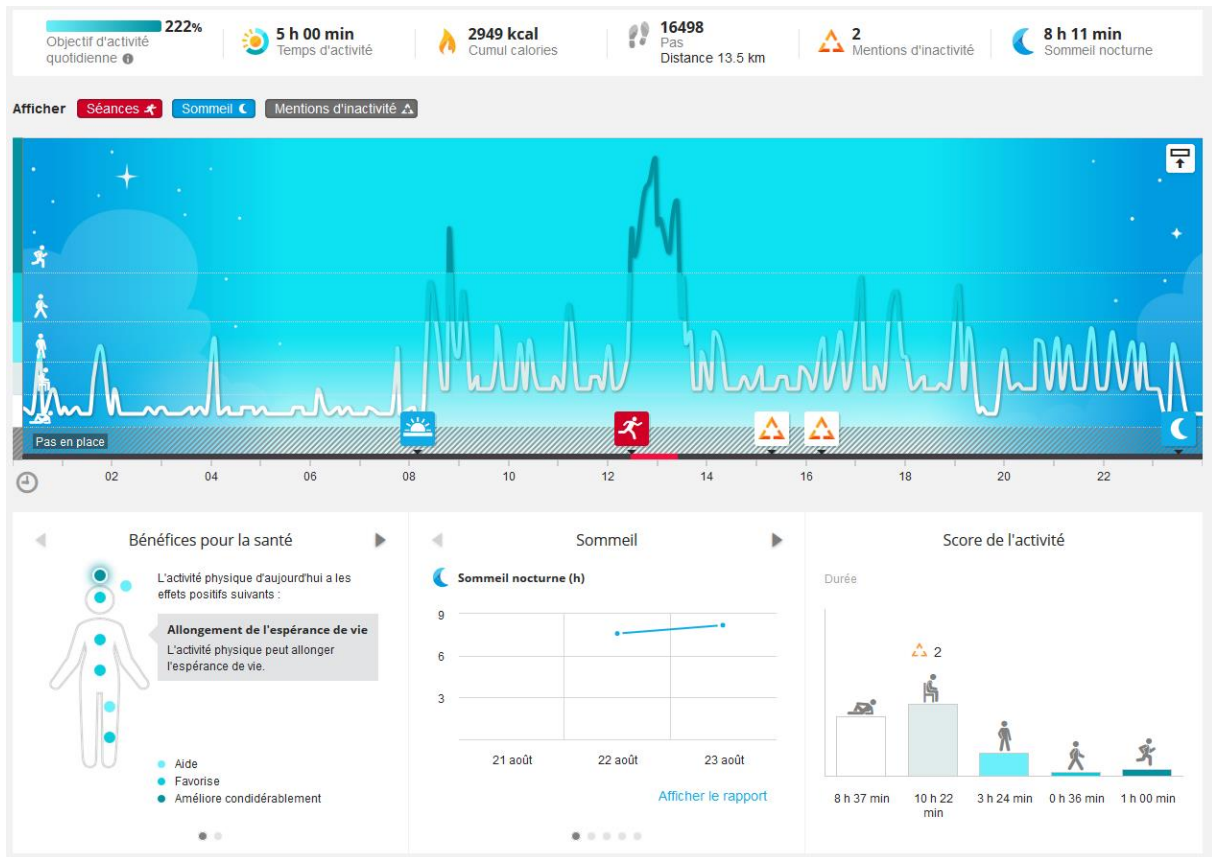 222%
Objectif d'activité
quotidienne
5 h 00 min
Temps d'activité
2949 kcal
Cumul calories
16498
Pas
Distance 13.5 km
2
Mentions d'inactivité
8 h 11 min
Sommeil nocturne
Afficher Séances Sommeil Mentions d'inactivité
Pas en place
02 04 06 08 10 12 14 16 18 20 22
Bénéfices pour la santé
L'activité physique d'aujourd'hui a les
effets positifs suivants :
Allongement de l'espérance de vie
L'activité physique peut allonger
l'espérance de vie.
Aide
Favorise
Améliore condidérablement
Sommeil
Sommeil nocturne (h)
9
6
3
21 août 22 août 23 août
Afficher le rapport
Score de l'activité
Durée
2
8 h 37 min 10 h 22 min 3 h 24 min 0 h 36 min 1 h 00 min